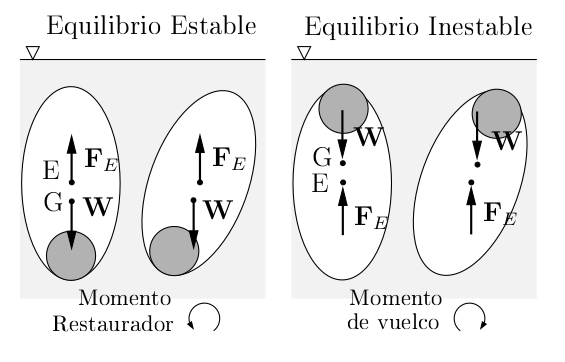 Equilibrio Estable
Equilibrio Inestable
E
F_E
G
W
F_E
W
G
W
E
F_E
W
F_E
Momento
Restaurador
Momento
de vuelco